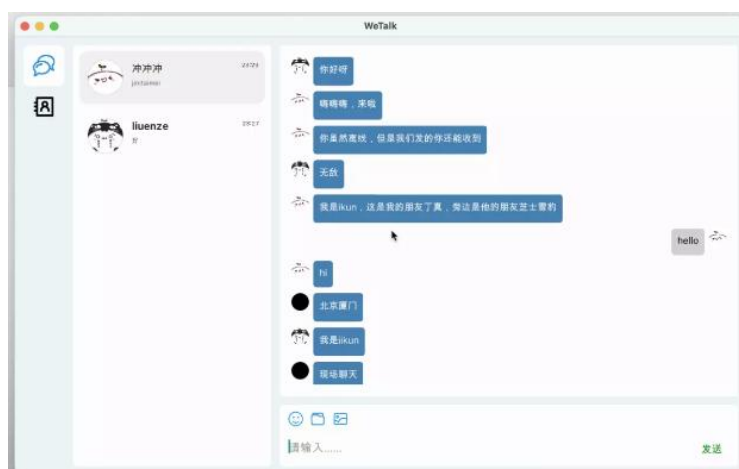 WeTalk
冲冲冲
liuenze
你好呀
嗨嗨嗨，来啦
你虽然离线，但是我们发的你还能收到
无敌
我是ikun，这是我的朋友丁真，旁边是他的朋友芝士雪豹
hello
hi
北京厦门
我是iikun
现场聊天
請输入......
发送